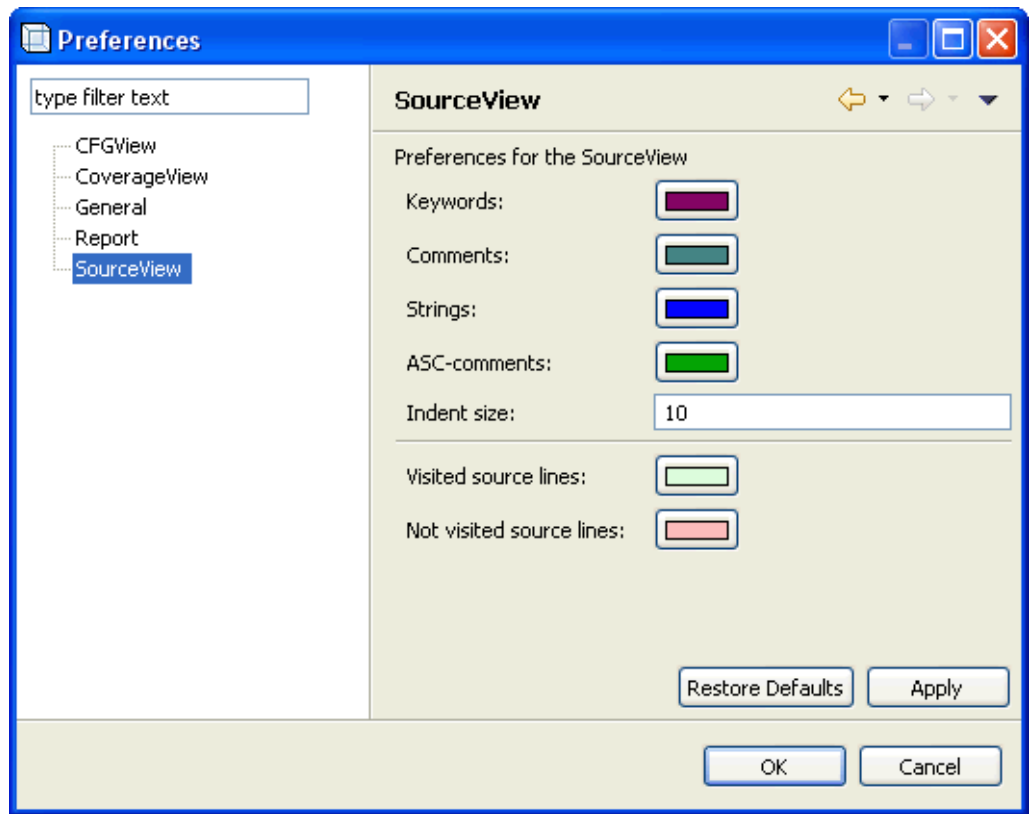 Preferences
type filter text
CFGView
CoverageView
General
Report
SourceView
SourceView
Preferences for the SourceView
Keywords:
Comments:
Strings:
ASC-comments:
Indent size: 10
Visited source lines:
Not visited source lines:
Restore Defaults Apply
OK Cancel